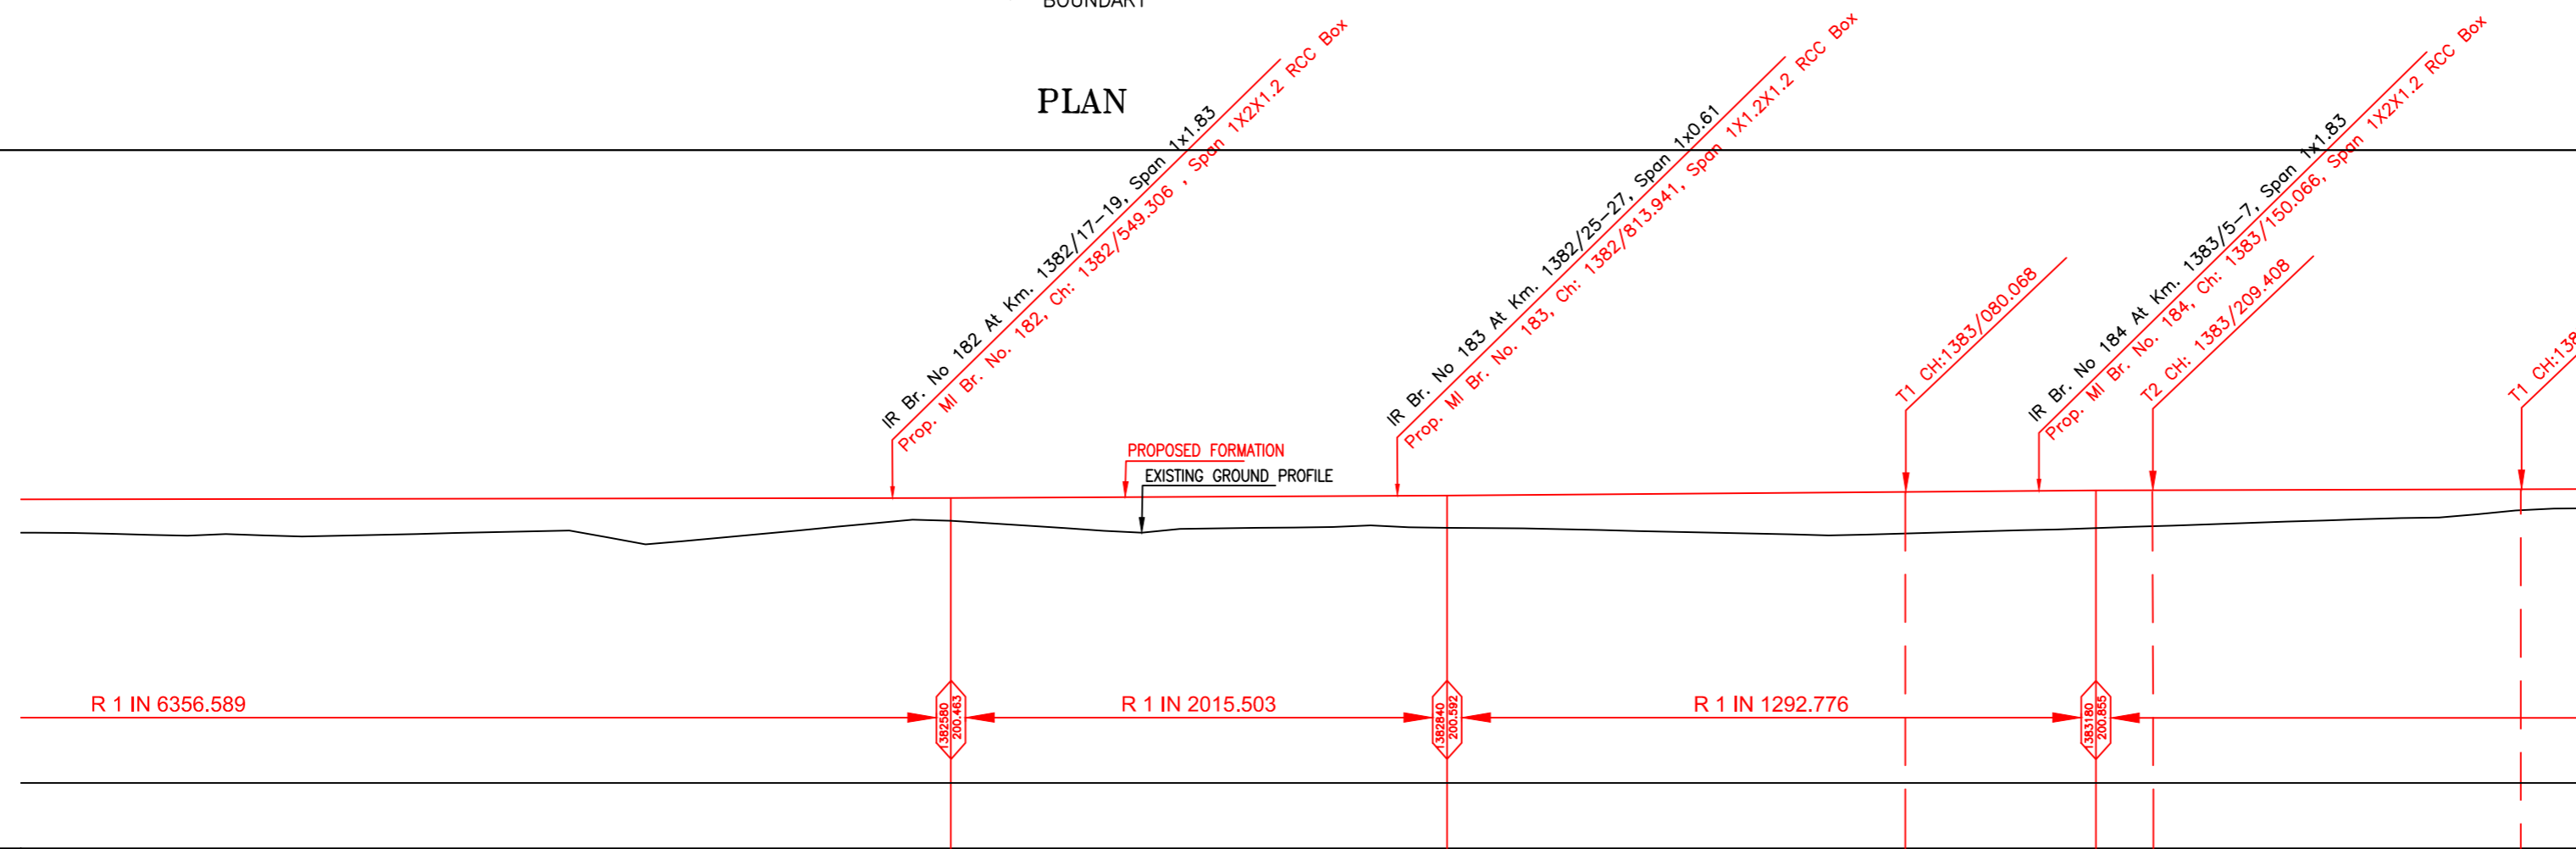 BOUNDARY
PLAN
IR Br. No 182 At Km. 1382/17-19, Span 1x1.83
Prop. MI Br. No. 182, Ch: 1382/549.306 , Span 1X2X1.2 RCC Box
IR Br. No 183 At Km. 1382/25-27, Span 1x0.61
Prop. MI Br. No. 183, Ch: 1382/813.941, Span 1X1.2X1.2 RCC Box
T1 CH:1383/080.068
IR Br. No 184 At Km. 1383/5-7, Span 1x1.83
Prop. MI Br. No. 184, Ch: 1383/150.066, Span 1X2X1.2 RCC Box
T2 CH: 1383/209.408
T1 CH:138
PROPOSED FORMATION
EXISTING GROUND PROFILE
R 1 IN 6356.589
1382580
200.463
R 1 IN 2015.503
1382840
200.592
R 1 IN 1292.776
1383180
200.855